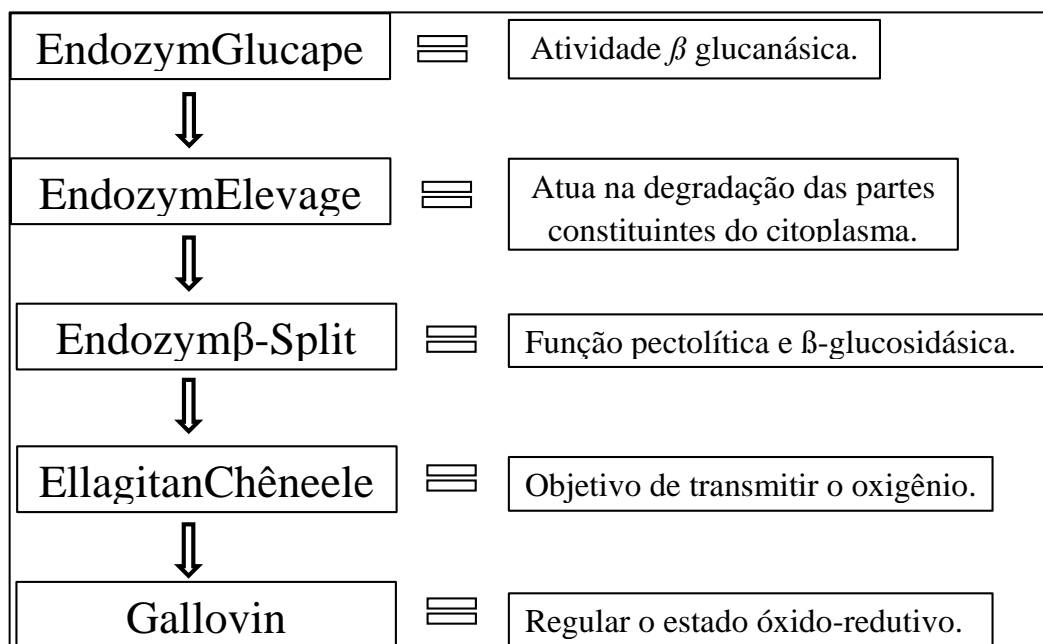 EndozymGlucape
Atividade β glucanásica.
EndozymElevage
Atua na degradação das partes
constituintes do citoplasma.
Endozymβ-Split
Função pectolítica e ß-glucosidásica.
EllagitanChêneele
Objetivo de transmitir o oxigênio.
Gallovin
Regular o estado óxido-redutivo.